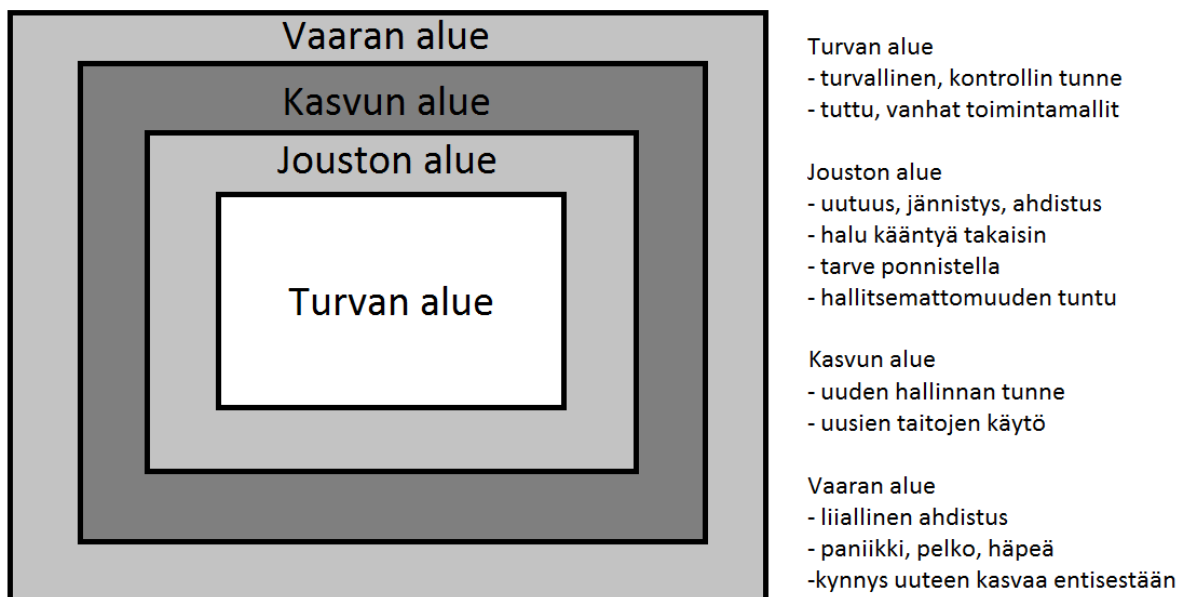 Vaaran alue
Kasvun alue
Jouston alue
Turvan alue
Turvan alue
- turvallinen, kontrollin tunne
- tuttu, vanhat toimintamallit
Jouston alue
- uutuus, jännistys, ahdistus
- halu kääntyä takaisin
- tarve ponnistella
- hallitsemattomuuden tuntu
Kasvun alue
- uuden hallinnan tunne
- uusien taitojen käytö
Vaaran alue
- liiallinen ahdistus
- paniikki, pelko, häpeä
-kynnys uuteen kasvaa entisestään